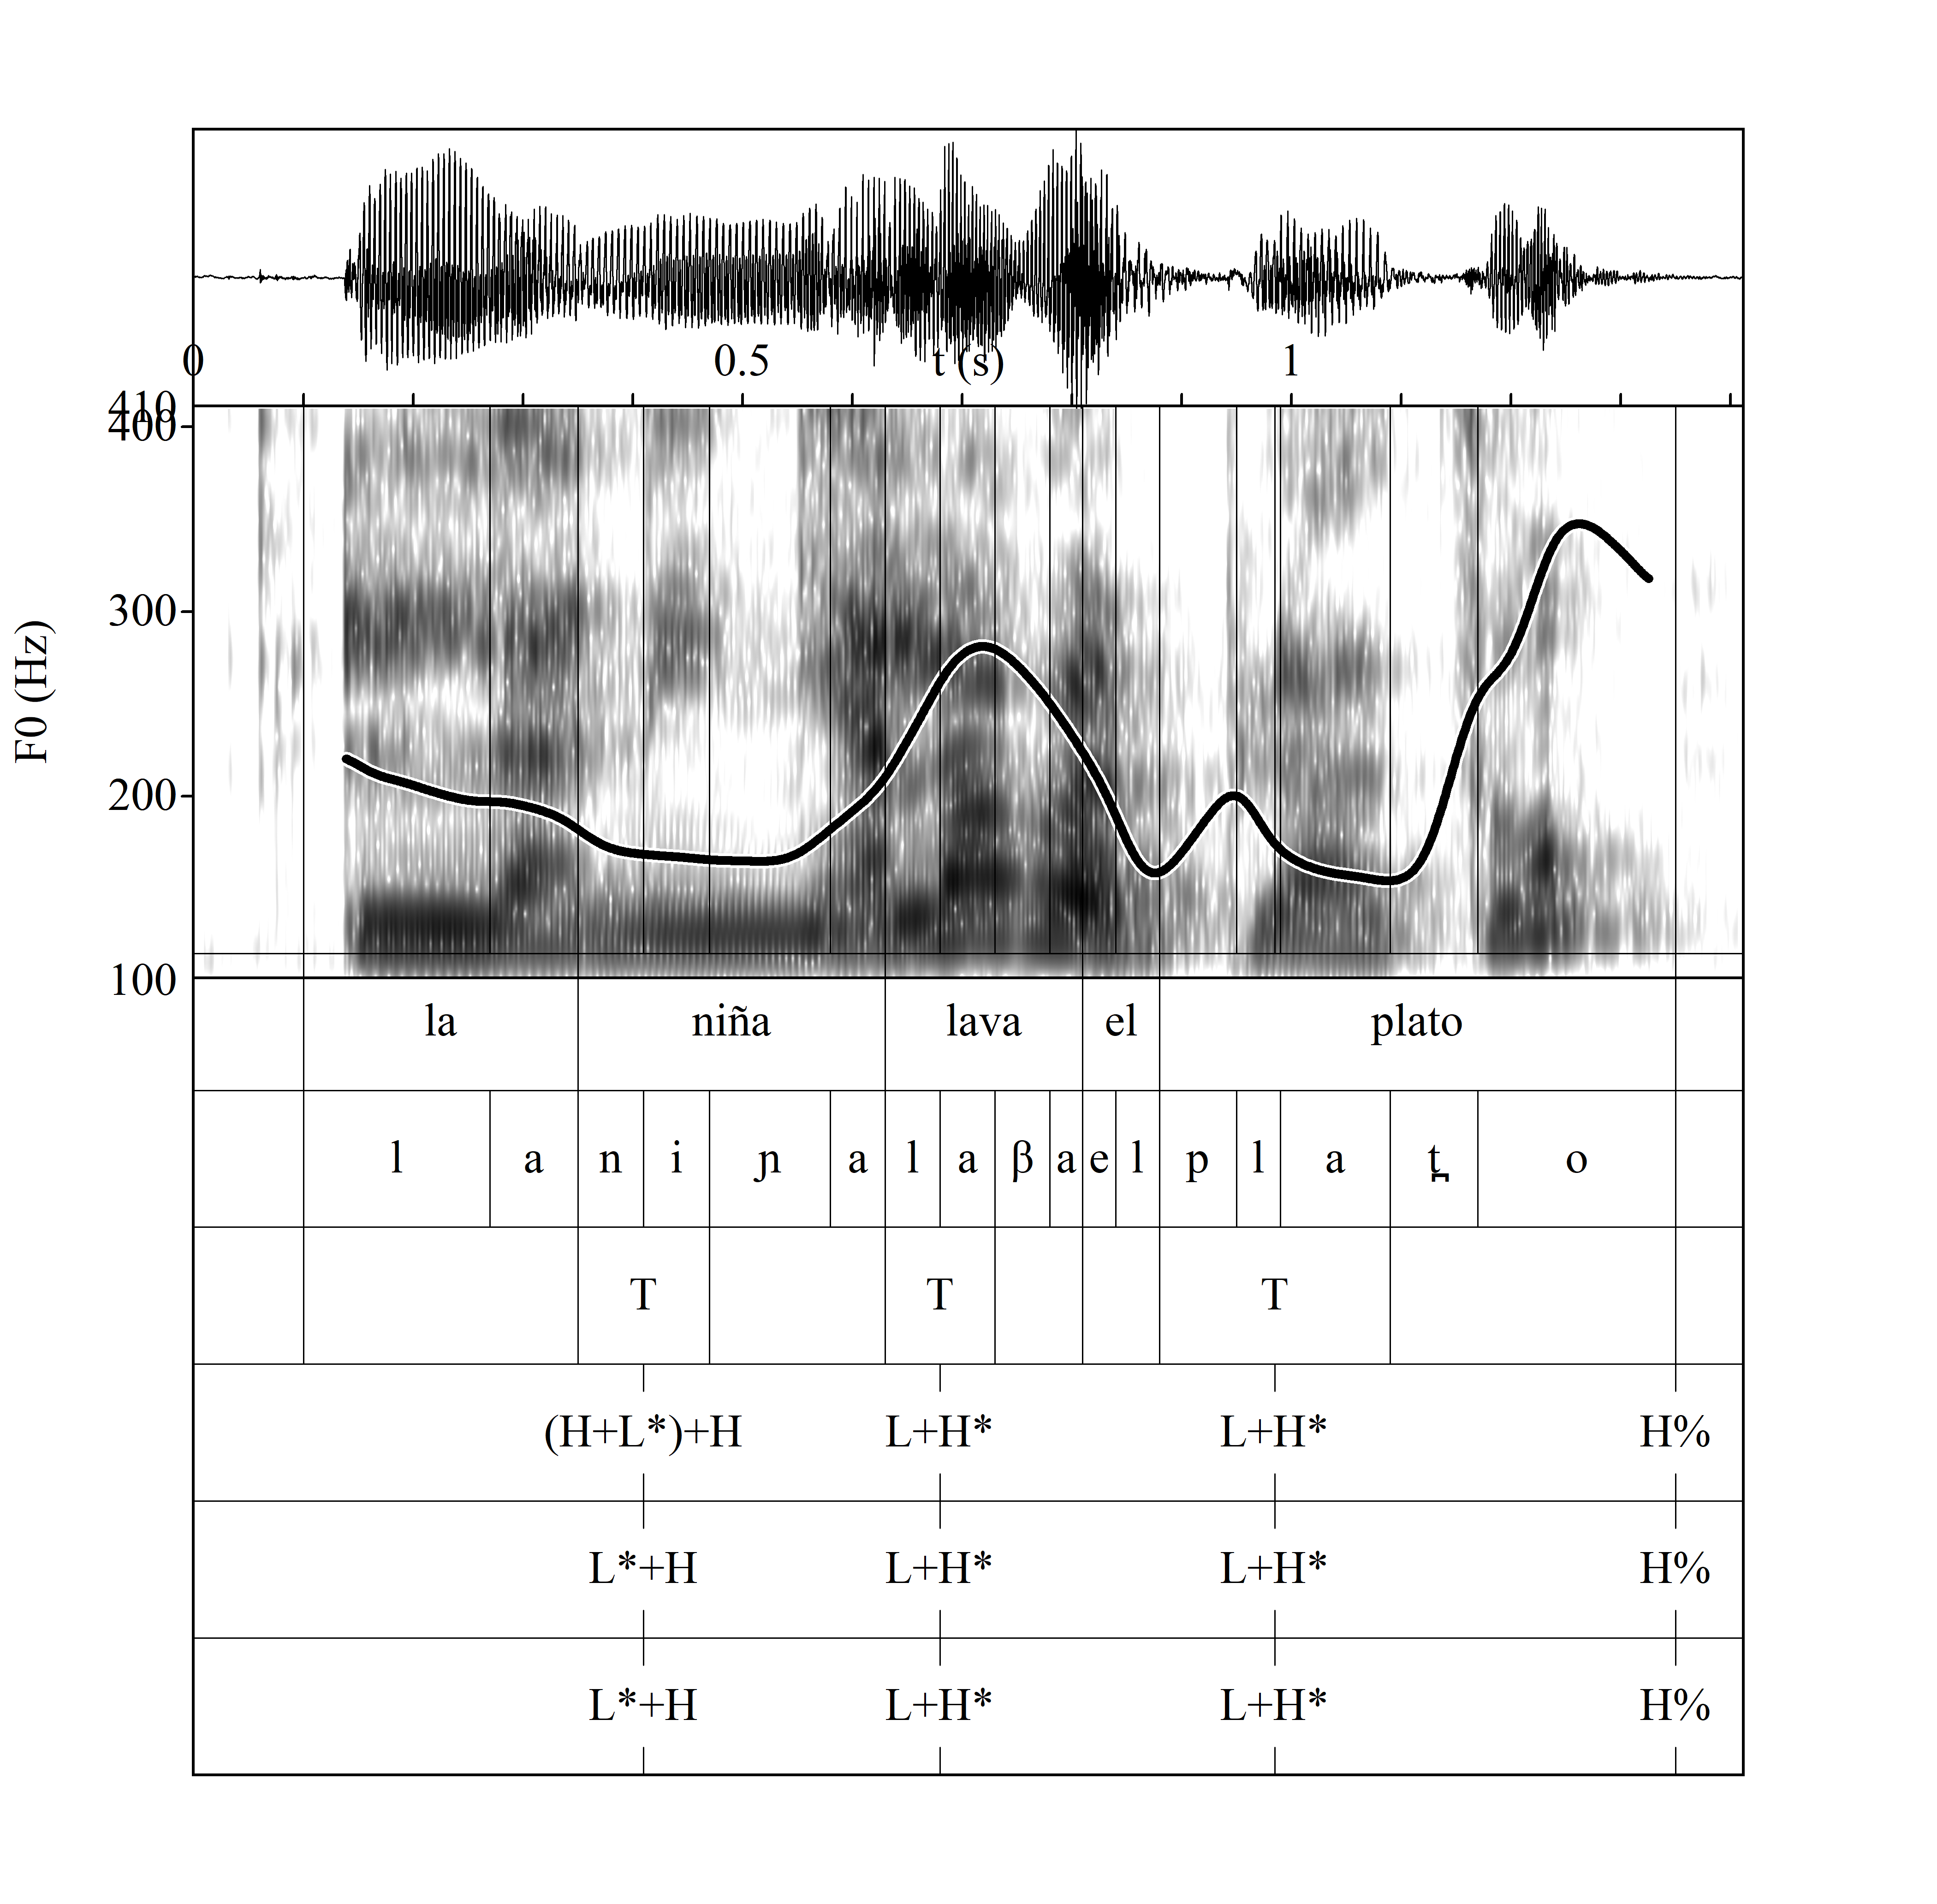 0 0.5 t (s) 1
410
400
300
200
100
F0 (Hz)
la niña lava el plato
l a n i ɲ a l a β a e l p l a t̪ o
T T T
(H+L*)+H L+H* L+H* H%
L*+H L+H* L+H* H%
L*+H L+H* L+H* H%